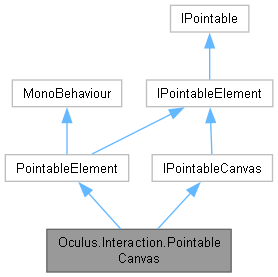 IPointable
MonoBehaviour
IPointableElement
PointableElement
IPointableCanvas
Oculus.Interaction.Pointable
Canvas